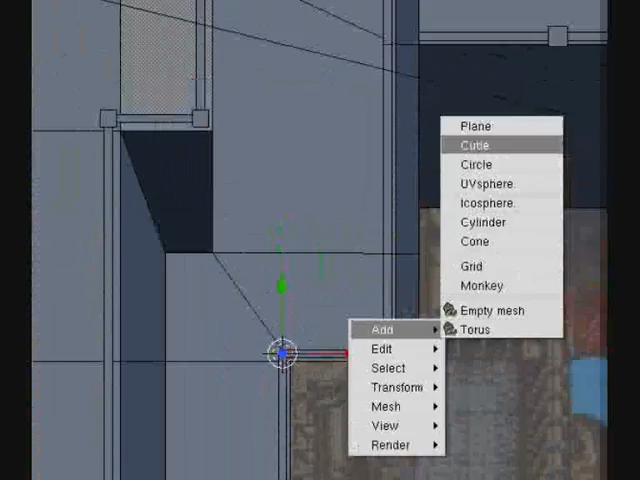 Plane
Cube
Circle
UVsphere
Icosphere
Cylinder
Cone
Grid
Monkey
Empty mesh
Torus
Add
Edit
Select
Transform
Mesh
View
Render